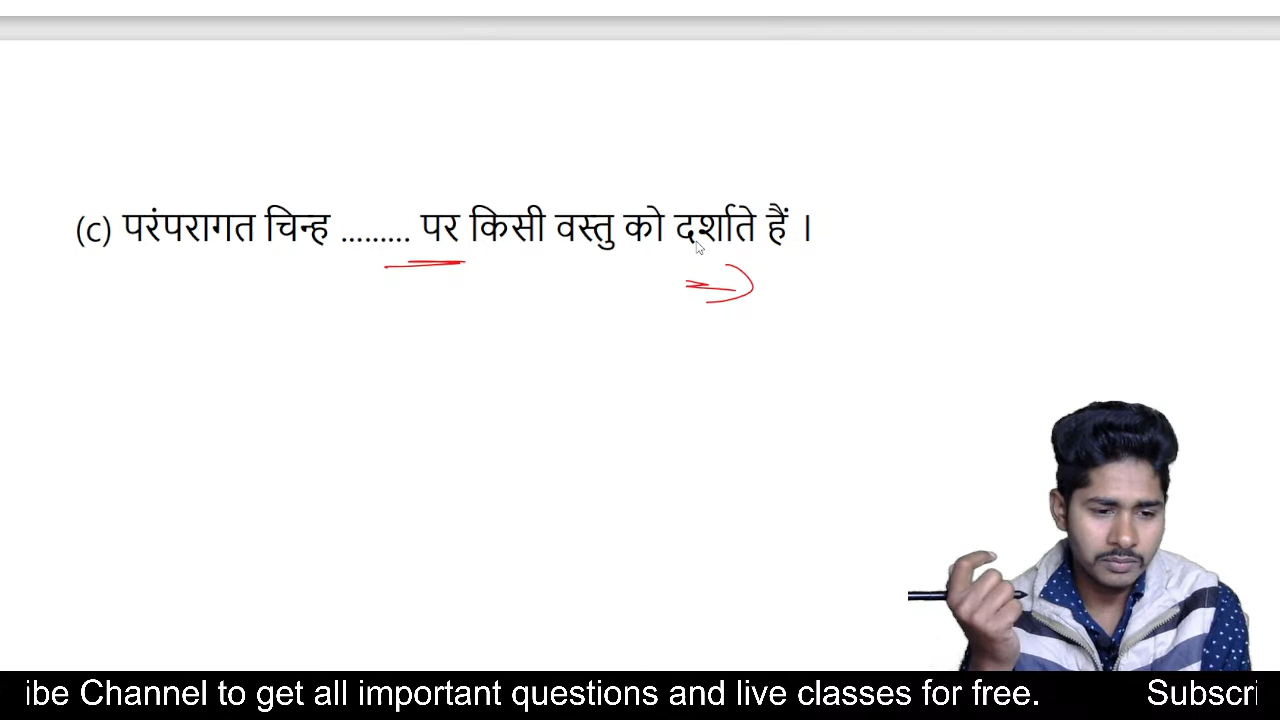 (c) परंपरागत चिन्ह ......... पर किसी वस्तु को दर्शाते हैं ।
ibe Channel to get all important questions and live classes for free. Subscri